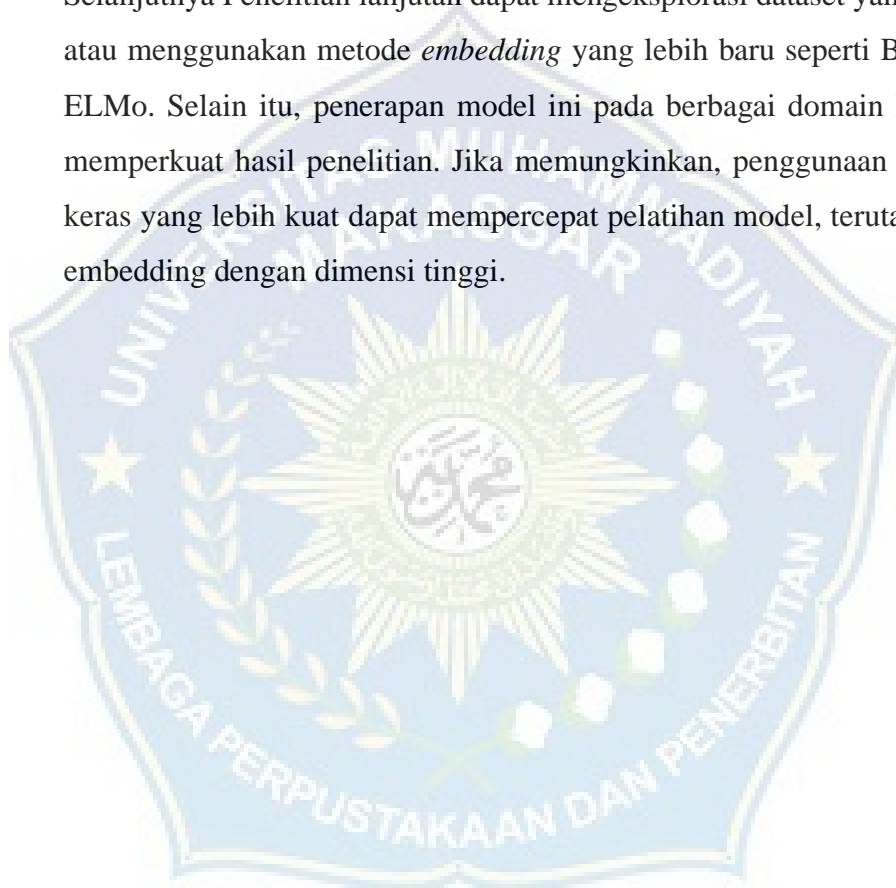 Selanjutnya Penelitian lanjutan dapat mengeksplorasi dataset
atau menggunakan metode embedding yang lebih baru seperti
ELMo. Selain itu, penerapan model ini pada berbagai domain
memperkuat hasil penelitian. Jika memungkinkan, penggunaan
keras yang lebih kuat dapat mempercepat pelatihan model,
embedding dengan dimensi tinggi.
UNIVERSITAS MUHAMMADIYAH
MAKASSAR
LEMBAGA PERPUSTAKAAN DAN PENERBITAN